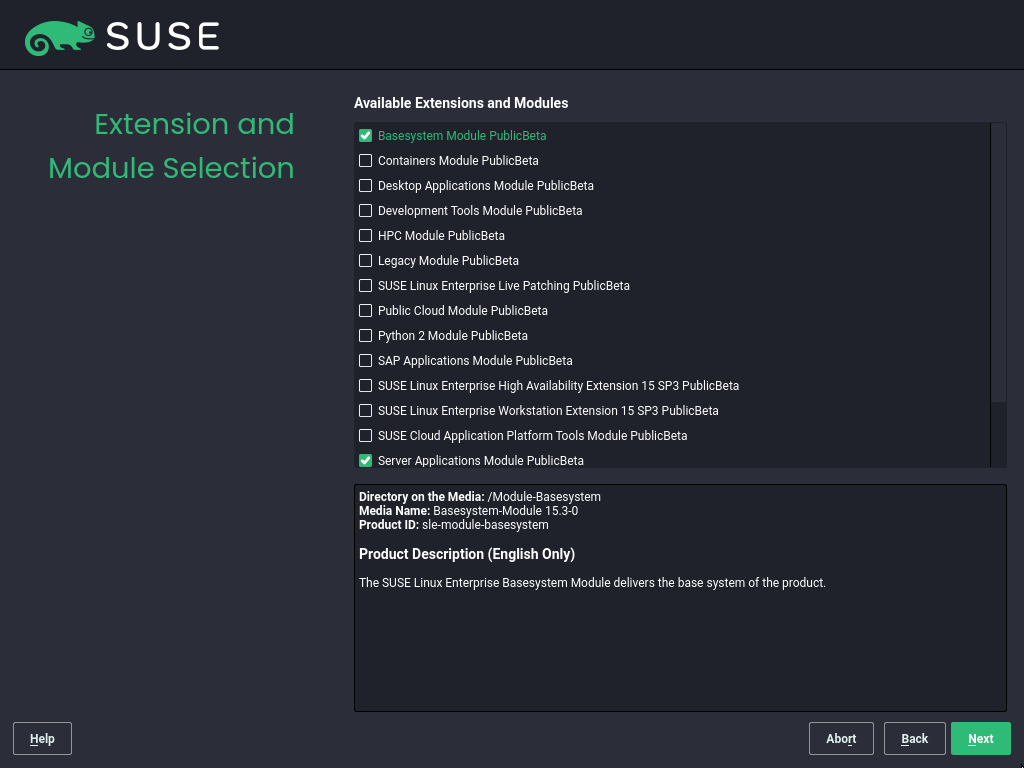 SUSE
Extension and
Module Selection
Available Extensions and Modules
Basesystem Module PublicBeta
Containers Module PublicBeta
Desktop Applications Module PublicBeta
Development Tools Module PublicBeta
HPC Module PublicBeta
Legacy Module PublicBeta
SUSE Linux Enterprise Live Patching PublicBeta
Public Cloud Module PublicBeta
Python 2 Module PublicBeta
SAP Applications Module PublicBeta
SUSE Linux Enterprise High Availability Extension 15 SP3 PublicBeta
SUSE Linux Enterprise Workstation Extension 15 SP3 PublicBeta
SUSE Cloud Application Platform Tools Module PublicBeta
Server Applications Module PublicBeta
Directory on the Media: /Module-Basesystem
Media Name: Basesystem-Module 15.3-0
Product ID: sle-module-basesystem
Product Description (English Only)
The SUSE Linux Enterprise Basesystem Module delivers the base system of the product.
Help
Abort
Back
Next